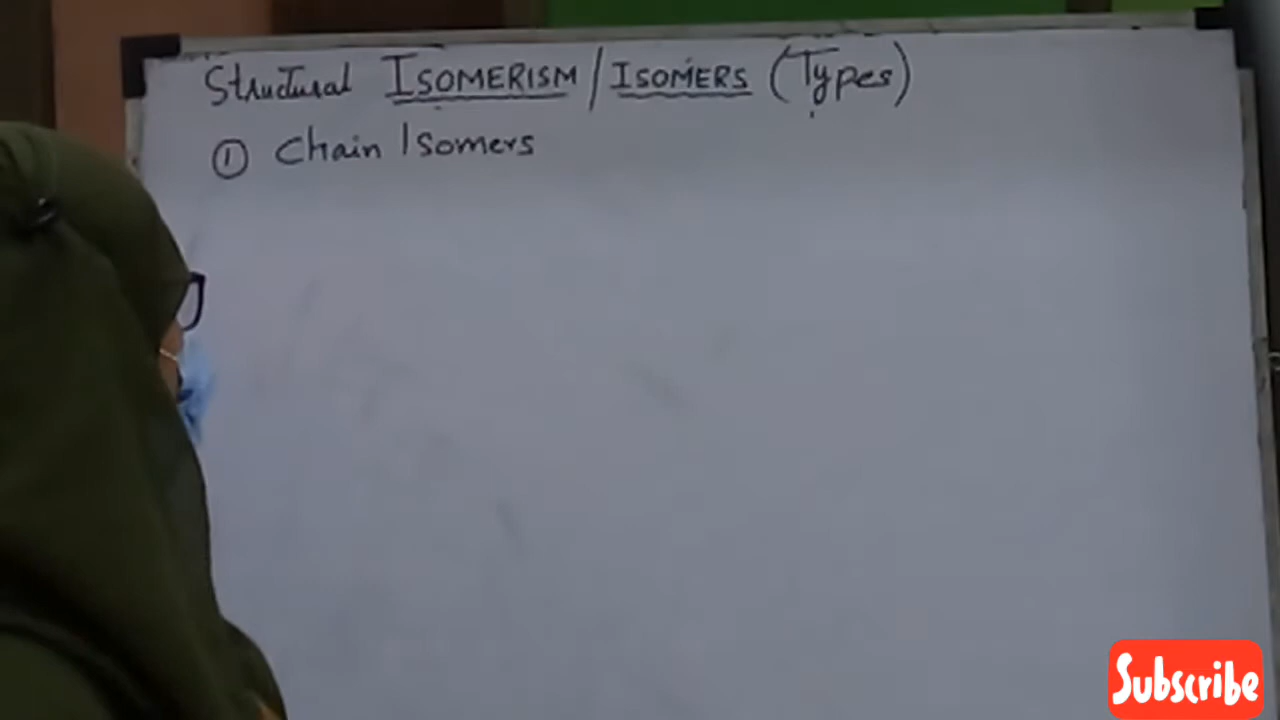 Structural ISOMERISM / ISOMERS (Types)
① Chain Isomers
Subscribe